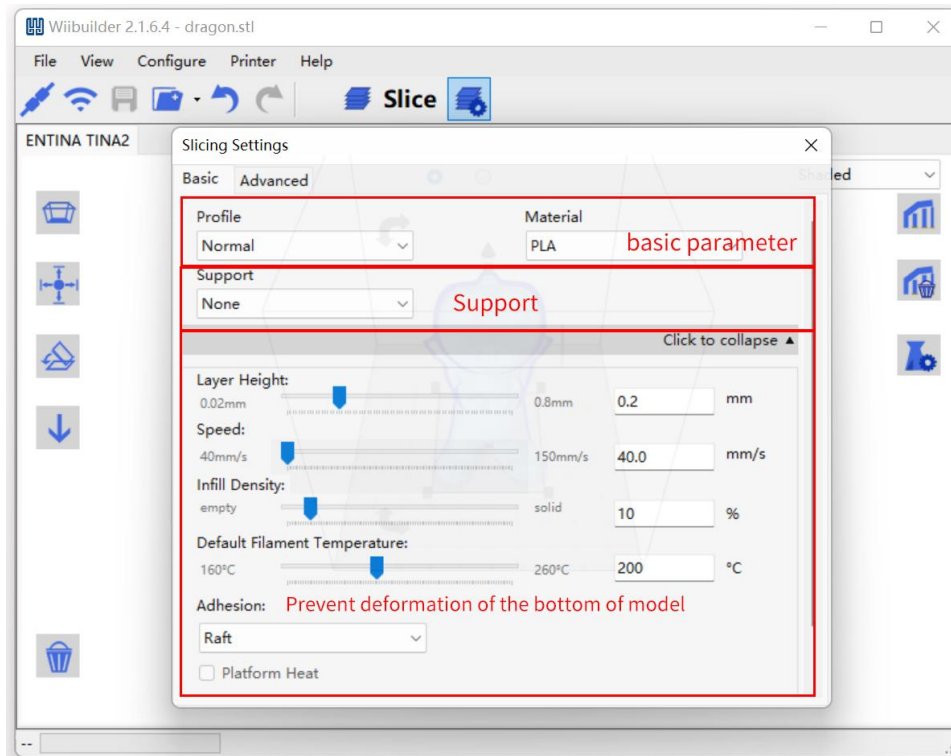 Wiibuilder 2.1.6.4 - dragon.stl
File View Configure Printer Help
Slice
ENTINA TINA2
Slicing Settings
Basic Advanced
Profile Material
Normal PLA basic parameter
Support
None Support
Click to collapse ▲
Layer Height:
0.02mm 0.8mm 0.2 mm
Speed:
40mm/s 150mm/s 40.0 mm/s
Infill Density:
empty solid 10 %
Default Filament Temperature:
160°C 260°C 200 °C
Adhesion: Prevent deformation of the bottom of model
Raft
Platform Heat
--